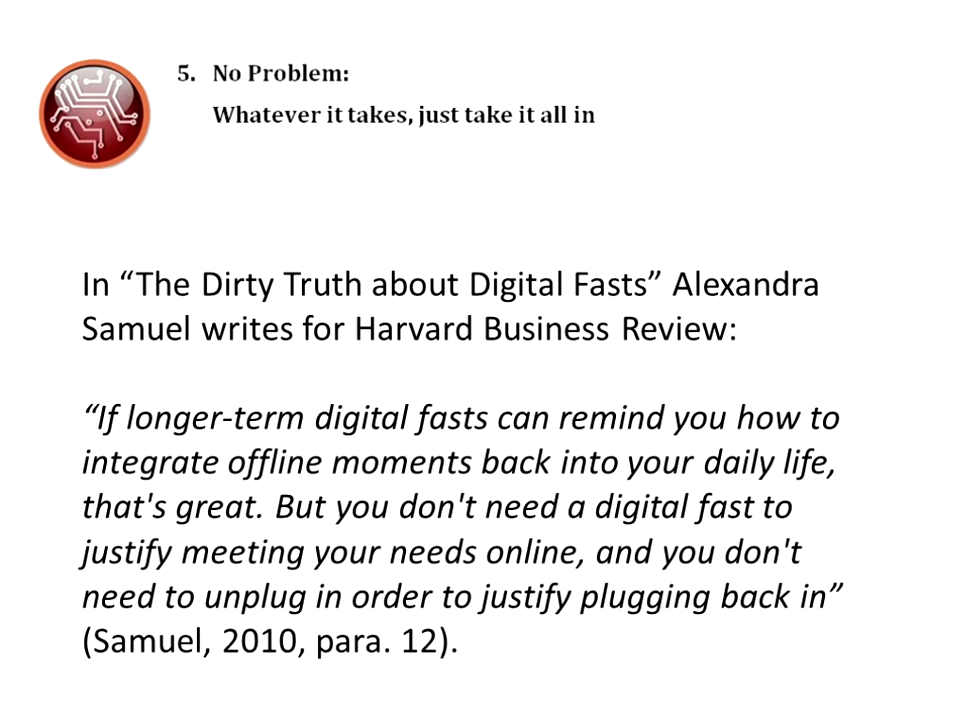 5. No Problem:
Whatever it takes, just take it all in
In “The Dirty Truth about Digital Fasts” Alexandra
Samuel writes for Harvard Business Review:
“If longer-term digital fasts can remind you how to
integrate offline moments back into your daily life,
that's great. But you don't need a digital fast to
justify meeting your needs online, and you don't
need to unplug in order to justify plugging back in”
(Samuel, 2010, para. 12).